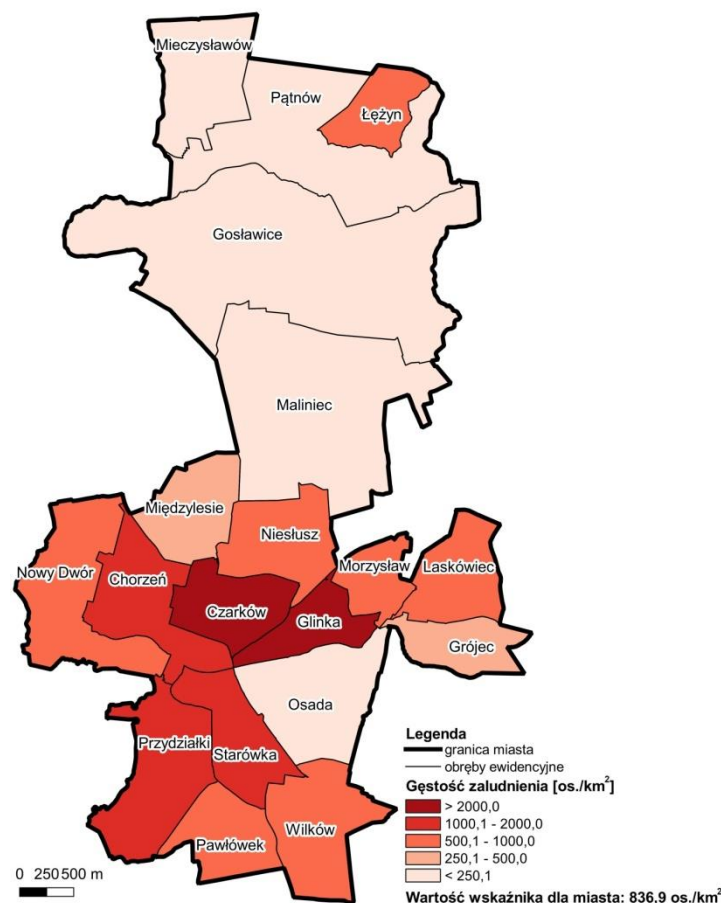 Mieczysławów
Pątnów
Łężyn
Gosławice
Maliniec
Międzylesie
Niesłusz
Nowy Dwór
Chorzeń
Morzysław
Laskówiec
Czarków
Glinka
Grójec
Osada
Przydziałki
Starówka
Pawłówek
Wilków
Legenda
granica miasta
obręby ewidencyjne
Gęstość zaludnienia [os./km²]
> 2000,0
1000,1 - 2000,0
500,1 - 1000,0
250,1 - 500,0
< 250,1
0 250 500 m
Wartość wskaźnika dla miasta: 836,9 os./km²